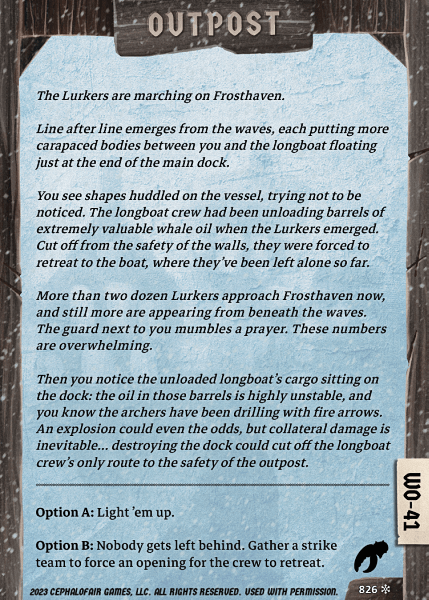 OUTPOST
The Lurkers are marching on Frosthaven.
Line after line emerges from the waves, each putting more
carapaced bodies between you and the longboat floating
just at the end of the main dock.
You see shapes huddled on the vessel, trying not to be
noticed. The longboat crew had been unloading barrels of
extremely valuable whale oil when the Lurkers emerged.
Cut off from the safety of the walls, they were forced to
retreat to the boat, where they've been left alone so far.
More than two dozen Lurkers approach Frosthaven now,
and still more are appearing from beneath the waves.
The guard next to you mumbles a prayer. These numbers
are overwhelming.
Then you notice the unloaded longboat's cargo sitting on
the dock: the oil in those barrels is highly unstable, and
you know the archers have been drilling with fire arrows.
An explosion could even the odds, but collateral damage is
inevitable... destroying the dock could cut off the longboat
crew's only route to the safety of the outpost.
Option A: Light 'em up.
Option B: Nobody gets left behind. Gather a strike
team to force an opening for the crew to retreat.
WO-41
2023 CEPHALOFAIR GAMES, LLC. ALL RIGHTS RESERVED. USED WITH PERMISSION.
826